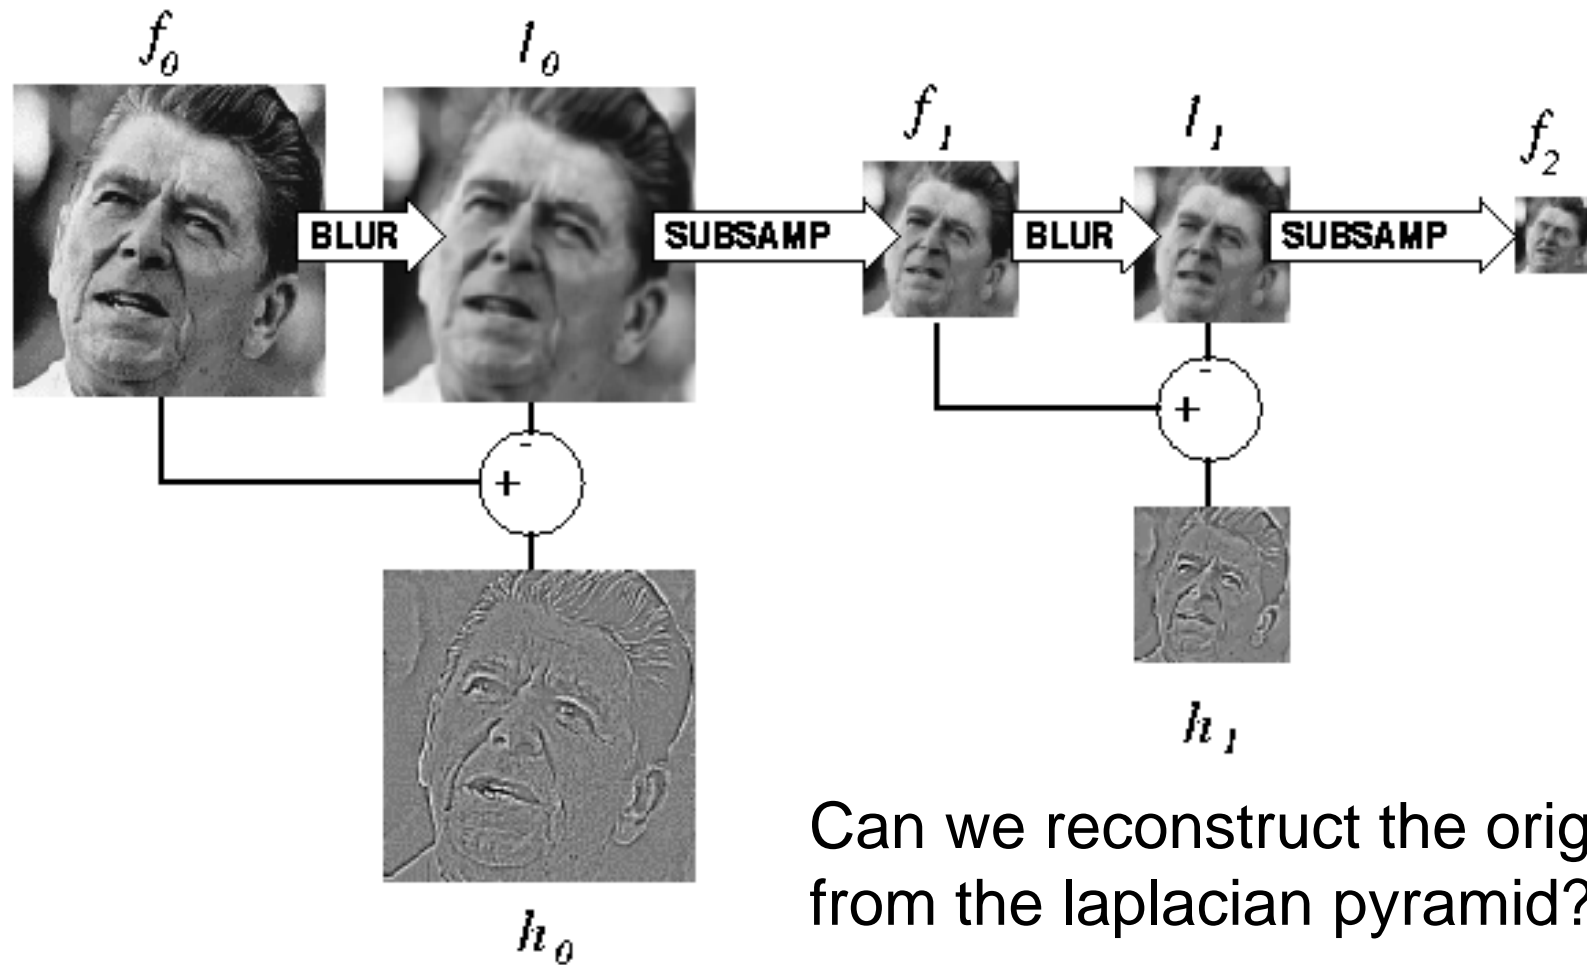 f0
l0
f1
l1
f2
BLUR
SUBSAMP
BLUR
SUBSAMP
-
+
-
+
h1
h0
Can we reconstruct the orig
from the laplacian pyramid?